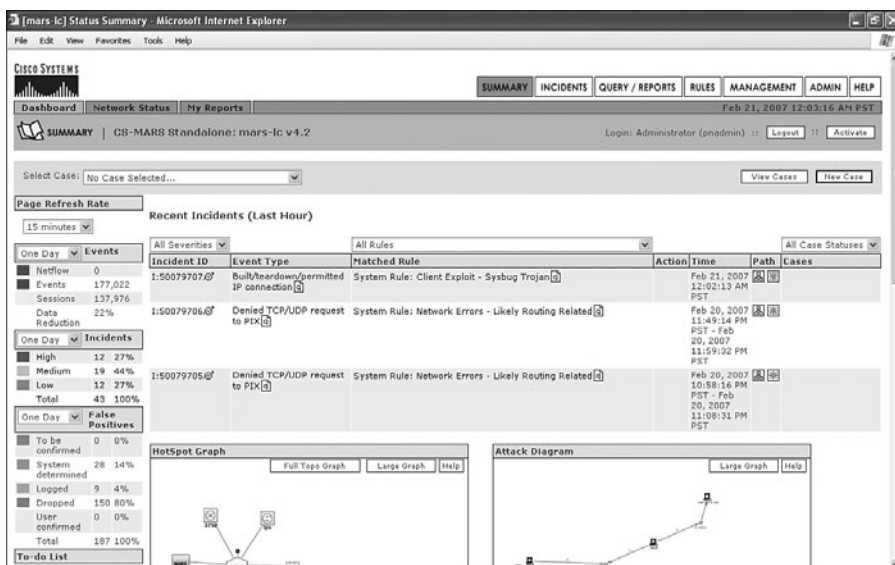 [mars-lc] Status Summary - Microsoft Internet Explorer
File Edit View Favorites Tools Help
CISCO SYSTEMS
SUMMARY INCIDENTS QUERY / REPORTS RULES MANAGEMENT ADMIN HELP
Dashboard Network Status My Reports Feb 21, 2007 12:03:16 AM PST
SUMMARY | CS-MARS Standalone: mars-lc v4.2 Login: Administrator (pnadmin) :: Logout :: Activate
Select Case: No Case Selected... View Cases New Case
Page Refresh Rate
15 minutes
Recent Incidents (Last Hour)
All Severities All Rules All Case Statuses
Incident ID Event Type Matched Rule Action Time Path Cases
I:50079707 Built/teardown/permitted IP connection q System Rule: Client Exploit - Sysbug Trojan q Feb 21, 2007 12:02:13 AM PST
I:50079706 Denied TCP/UDP request to PIX q System Rule: Network Errors - Likely Routing Related q Feb 20, 2007 11:49:14 PM PST - Feb 20, 2007 11:59:32 PM PST
I:50079705 Denied TCP/UDP request to PIX q System Rule: Network Errors - Likely Routing Related q Feb 20, 2007 10:58:16 PM PST - Feb 20, 2007 11:08:31 PM PST
One Day Events
Netflow 0
Events 177,022
Sessions 137,976
Data Reduction 22%
One Day Incidents
High 12 27%
Medium 19 44%
Low 12 27%
Total 43 100%
One Day False Positives
To be confirmed 0 0%
System determined 28 14%
Logged 9 4%
Dropped 150 80%
User confirmed 0 0%
Total 187 100%
To-do List
HotSpot Graph
Full Topo Graph Large Graph Help
Attack Diagram
Large Graph Help